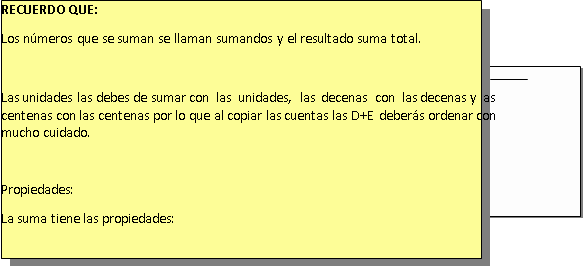 RECUERDO QUE:
Los números que se suman se llaman sumandos y el resultado suma total.
Las unidades las debes de sumar con las unidades, las decenas con las decenas y as
centenas con las centenas por lo que al copiar las cuentas las D+E deberás ordenar con
mucho cuidado.
Propiedades:
La suma tiene las propiedades: